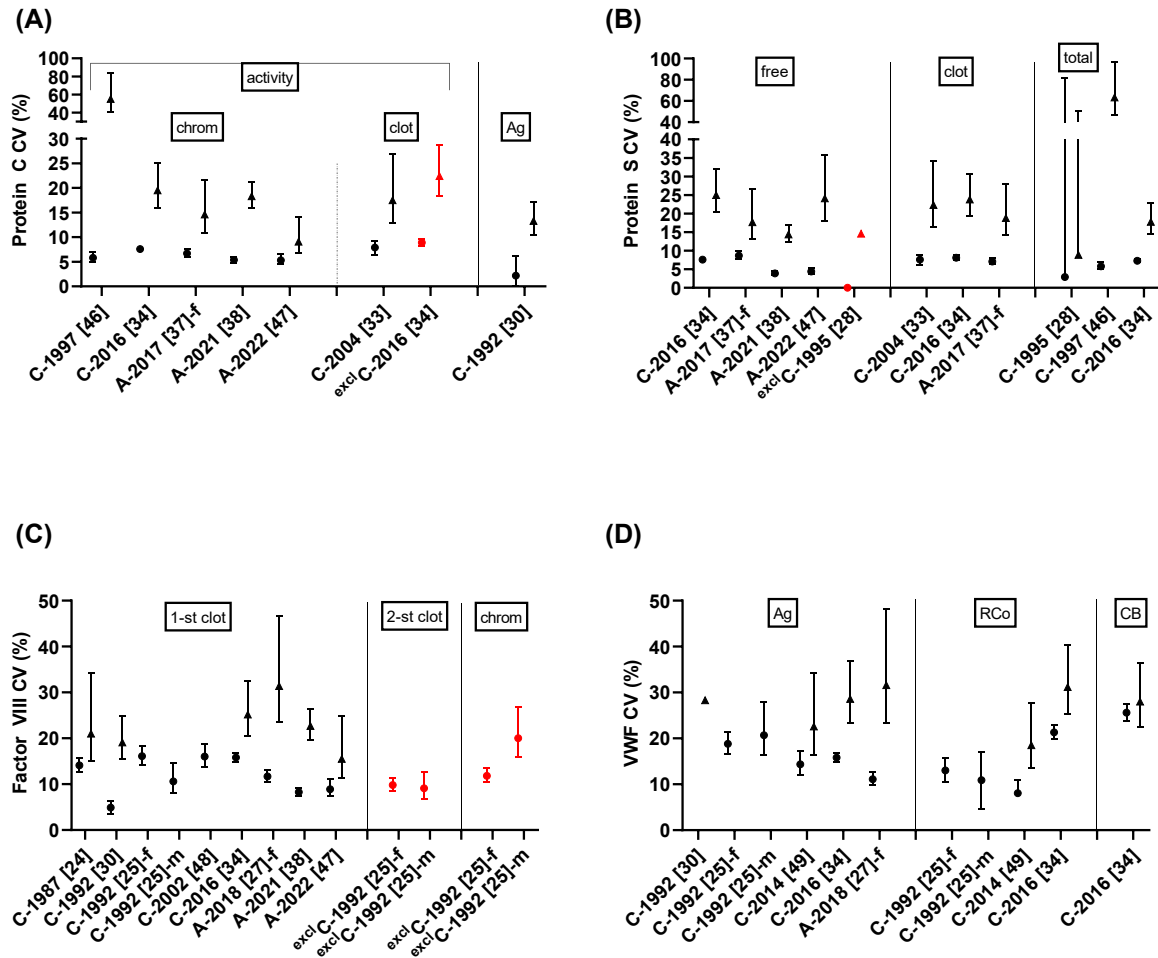 (A)
Protein C CV (%)
100
80
60
40
30
25
20
15
10
5
0
activity
chrom
clot
Ag
C-1997 [46]
C-2016 [34]
A-2017 [37]-f
A-2021 [38]
A-2022 [47]
C-2004 [33]
excl C-2016 [34]
C-1992 [30]
(B)
Protein S CV (%)
100
80
60
40
40
35
30
25
20
15
10
5
0
free
clot
total
C-2016 [34]
A-2017 [37]-f
A-2021 [38]
A-2022 [47]
excl C-1995 [28]
C-2004 [33]
C-2016 [34]
A-2017 [37]-f
C-1995 [28]
C-1997 [46]
C-2016 [34]
(C)
Factor VIII CV (%)
50
40
30
20
10
0
1-st clot
2-st clot
chrom
C-1987 [24]
C-1992 [30]
C-1992 [25]-f
C-1992 [25]-m
C-2002 [48]
C-2016 [34]
A-2018 [27]-f
A-2021 [38]
A-2022 [47]
excl C-1992 [25]-f
excl C-1992 [25]-m
excl C-1992 [25]-f
excl C-1992 [25]-m
(D)
VWF CV (%)
50
40
30
20
10
0
Ag
RCo
CB
C-1992 [30]
C-1992 [25]-f
C-1992 [25]-m
C-2014 [49]
C-2016 [34]
A-2018 [27]-f
C-1992 [25]-f
C-1992 [25]-m
C-2014 [49]
C-2016 [34]
C-2016 [34]